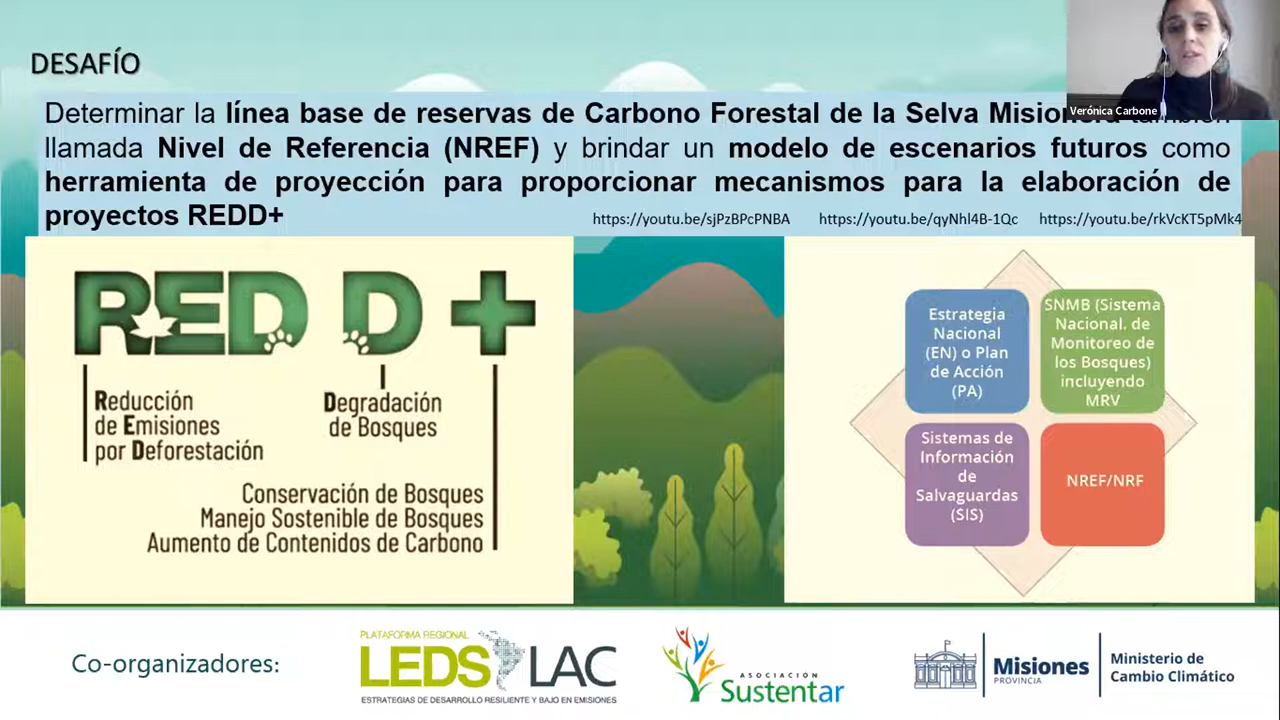 DESAFÍO
Verónica Carbone
Determinar la línea base de reservas de Carbono Forestal de la Selva Misionera también
llamada Nivel de Referencia (NREF) y brindar un modelo de escenarios futuros como
herramienta de proyección para proporcionar mecanismos para la elaboración de
proyectos REDD+
https://youtu.be/sjPzBPcPNBA https://youtu.be/qyNhl4B-1Qc https://youtu.be/rkVcKT5pMk4
RED D +
Reducción
de Emisiones
por Deforestación
Degradación
de Bosques
Conservación de Bosques
Manejo Sostenible de Bosques
Aumento de Contenidos de Carbono
Estrategia
Nacional
(EN) o Plan
de Acción
(PA)
SNMB (Sistema
Nacional. de
Monitoreo de
los Bosques)
incluyendo
MRV
Sistemas de
Información
de
Salvaguardas
(SIS)
NREF/NRF
Co-organizadores:
PLATAFORMA REGIONAL
LEDS LAC
ESTRATEGIAS DE DESARROLLO RESILIENTE Y BAJO EN EMISIONES
ASOCIACIÓN
Sustentar
Misiones
PROVINCIA
Ministerio de
Cambio Climático